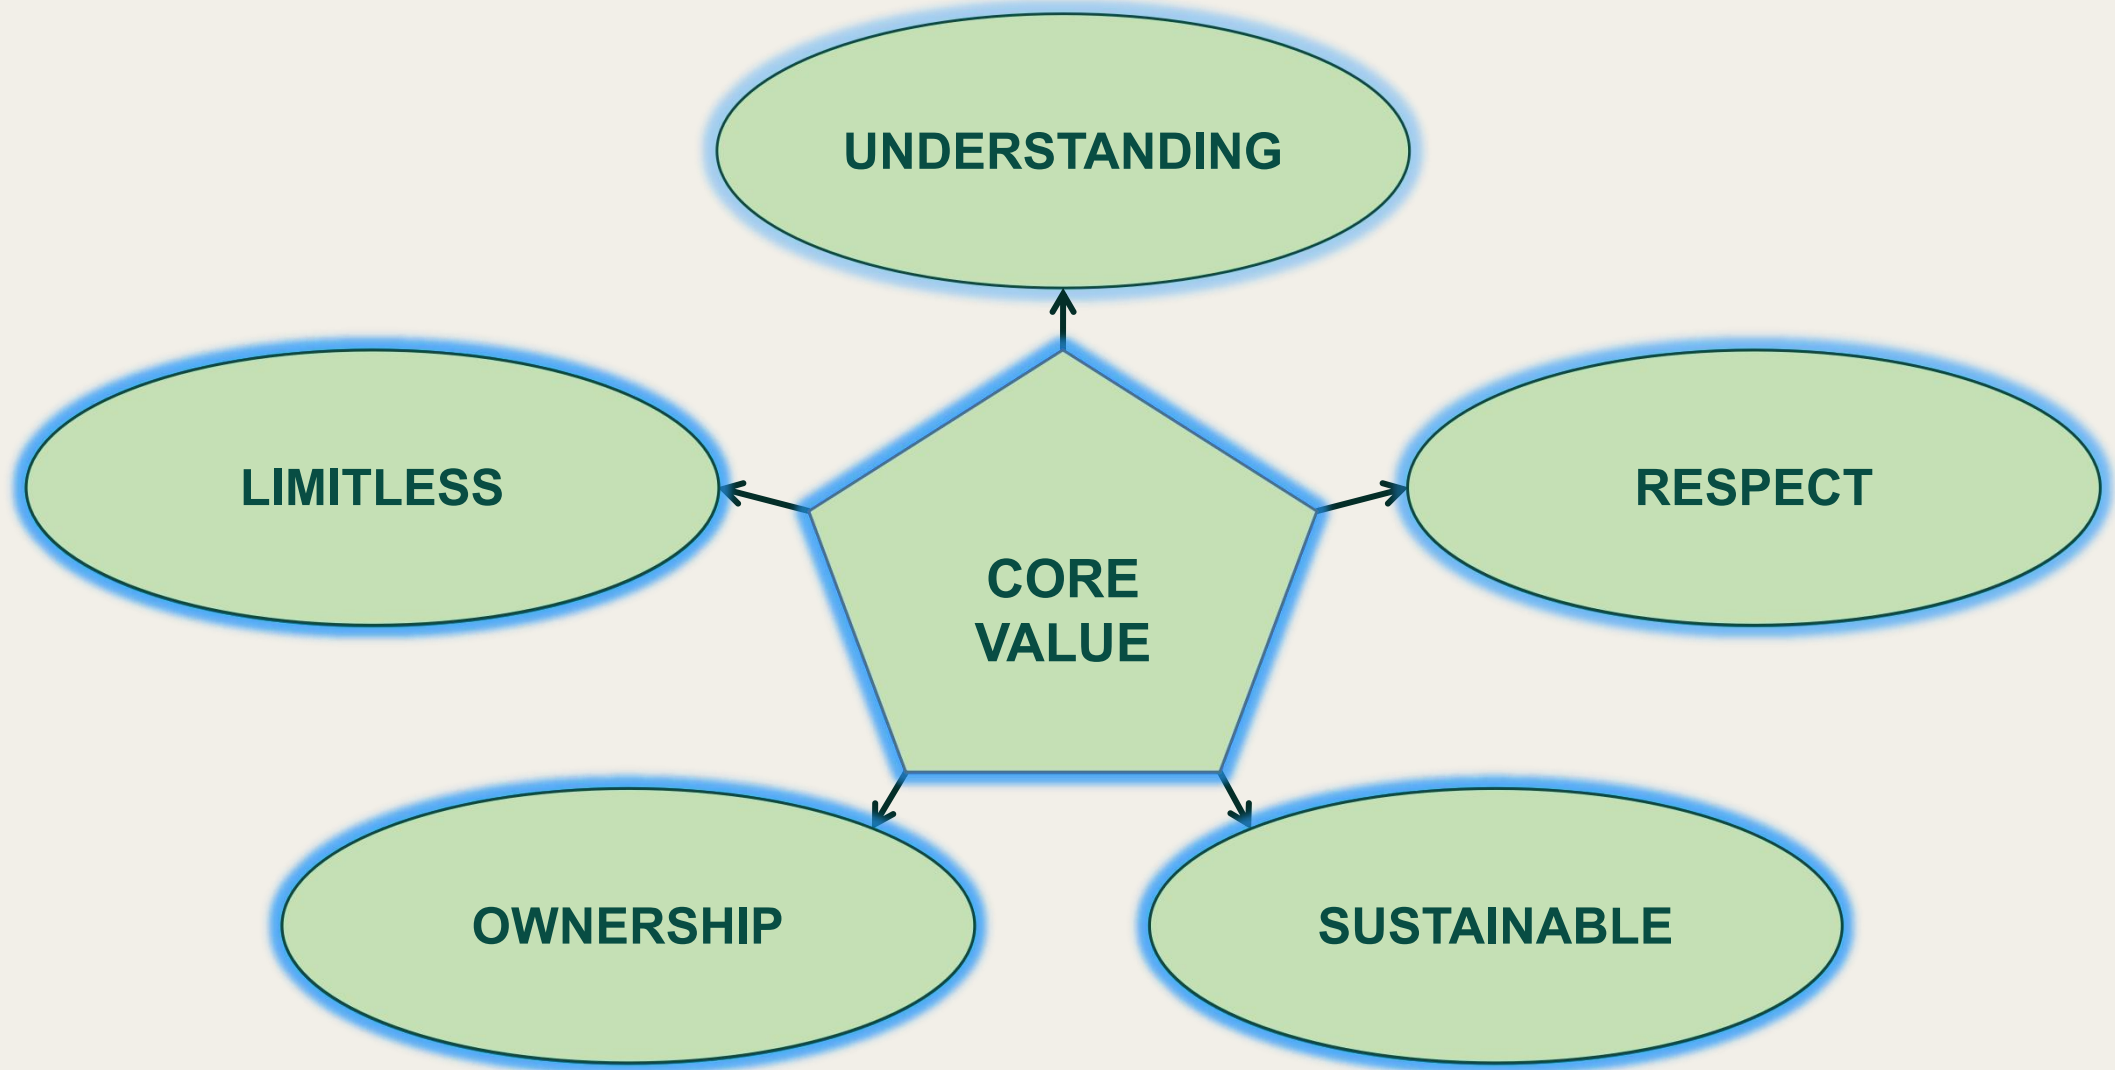 UNDERSTANDING
LIMITLESS
RESPECT
CORE
VALUE
OWNERSHIP
SUSTAINABLE